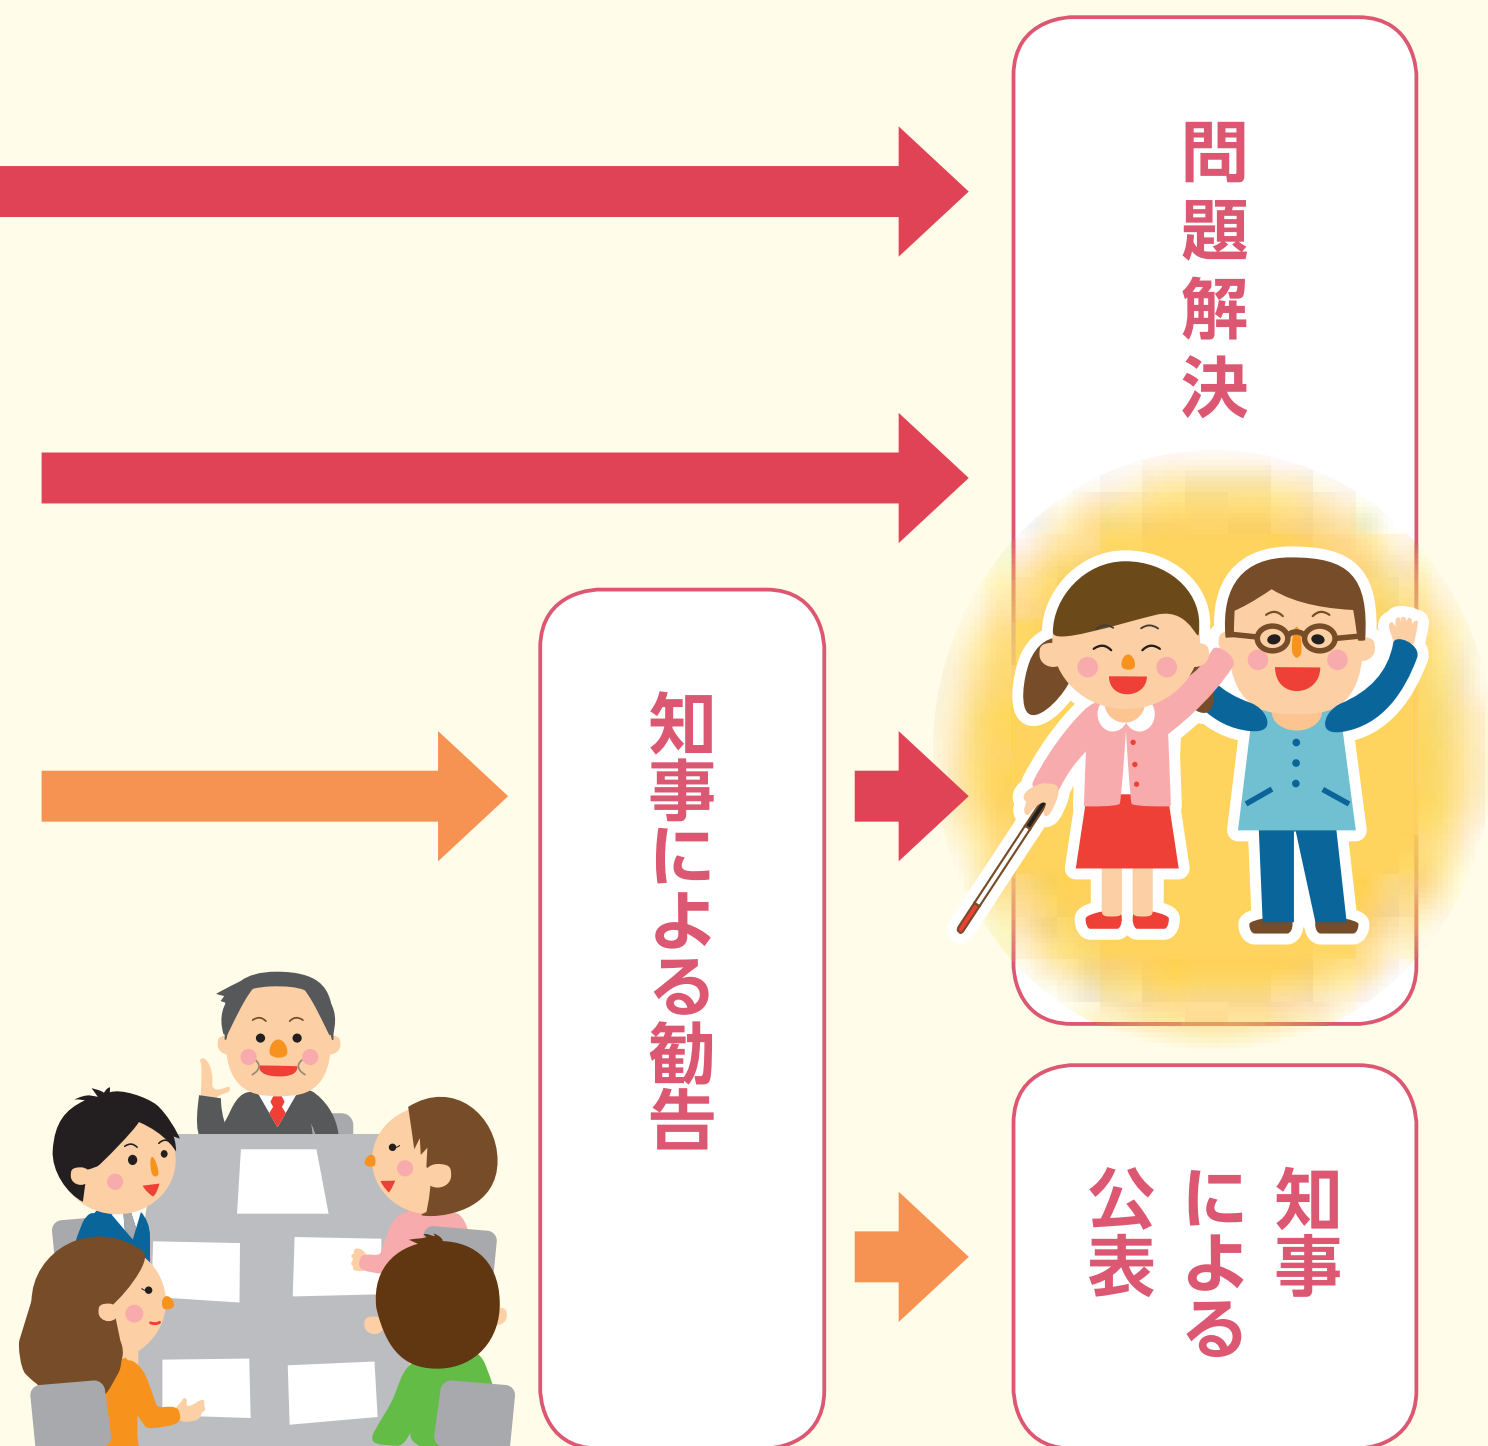 問題解決
知事による勧告
知事
による
公表